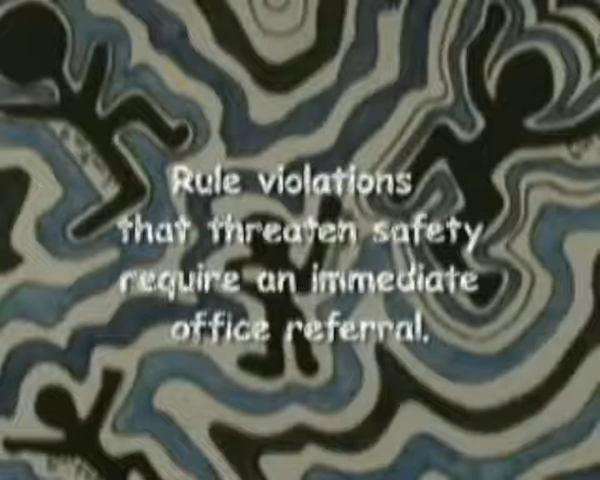 Rule violations
that threaten safety
require an immediate
office referral.